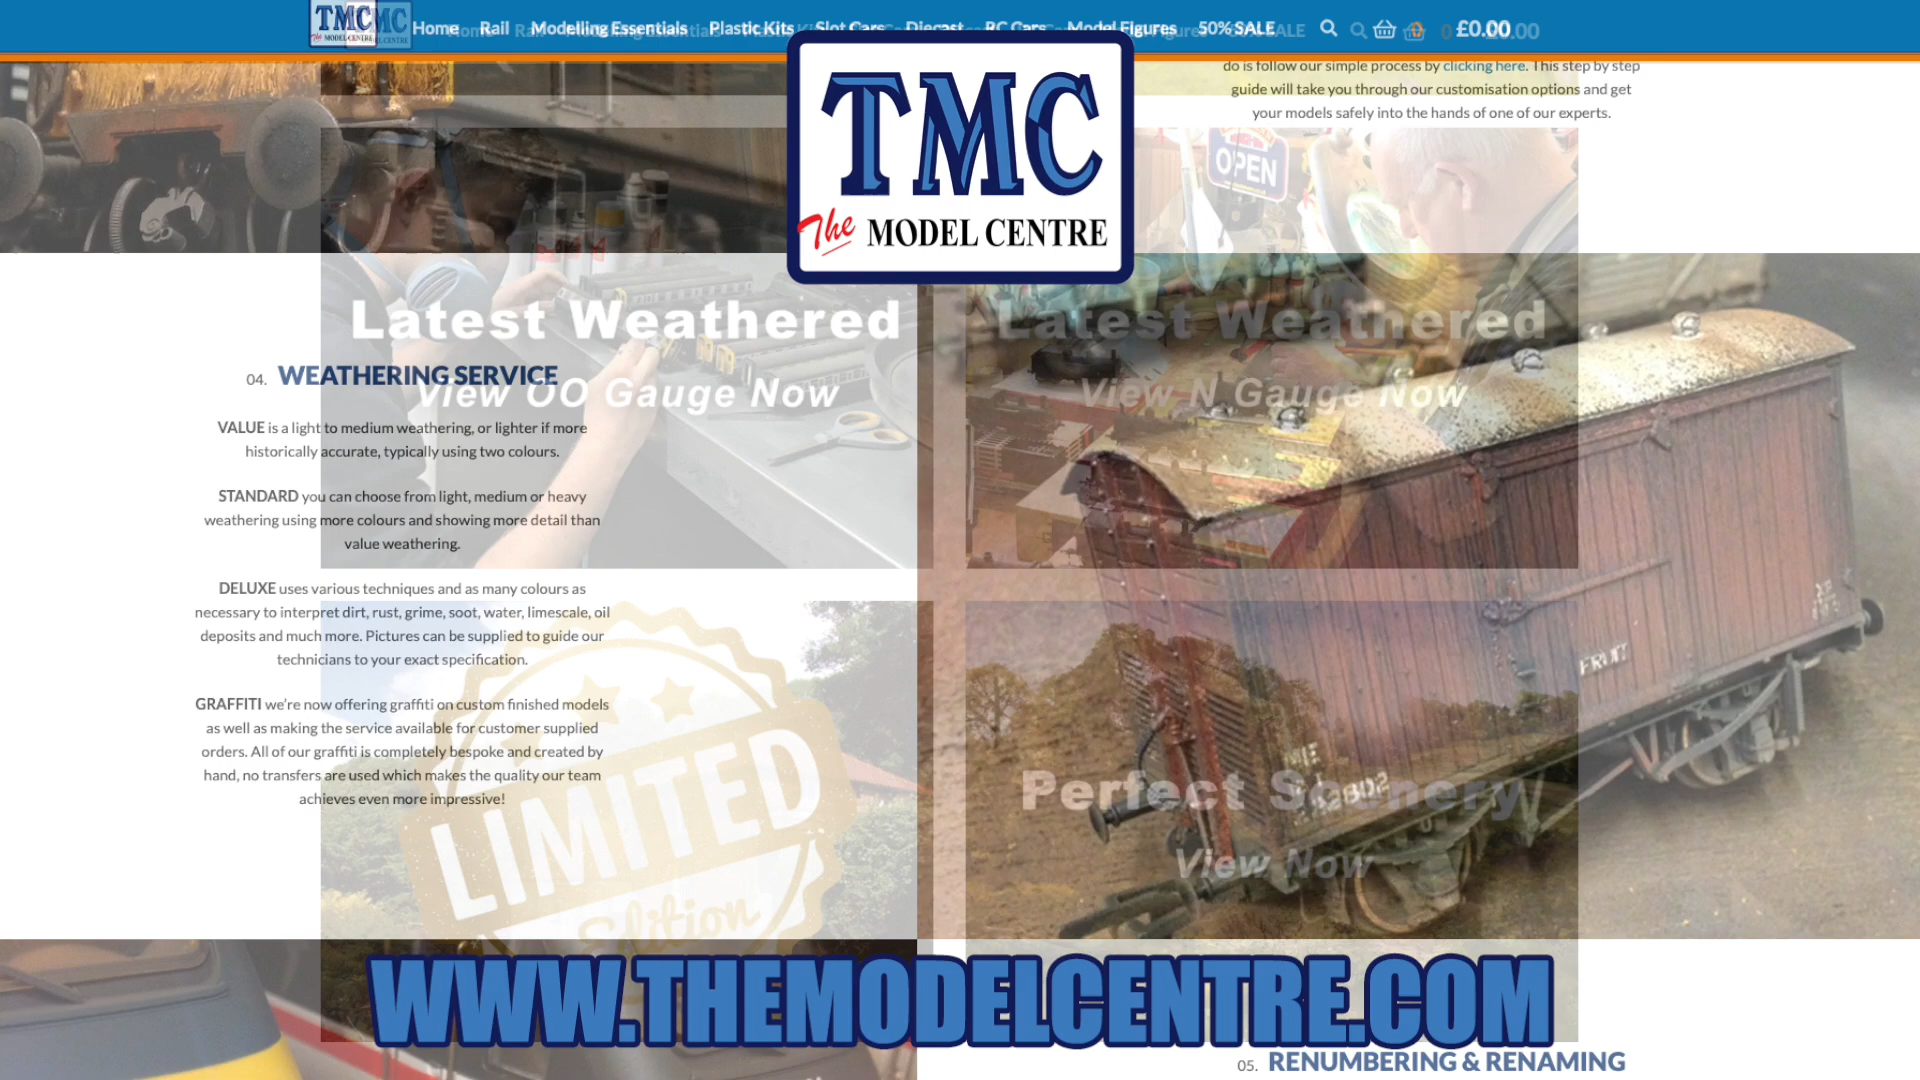 TMC
The MODEL CENTRE
Home Rail Modelling Essentials Plastic Kits Slot Cars Diecast RC Cars Model Figures 50% SALE £0.00
do is follow our simple process by clicking here. This step by step
guide will take you through our customisation options and get
your models safely into the hands of one of our experts.
TMC
The MODEL CENTRE
OPEN
Latest Weathered
View OO Gauge Now
Latest Weathered
View N Gauge Now
04. WEATHERING SERVICE
VALUE is a light to medium weathering, or lighter if more
historically accurate, typically using two colours.
STANDARD you can choose from light, medium or heavy
weathering using more colours and showing more detail than
value weathering.
DELUXE uses various techniques and as many colours as
necessary to interpret dirt, rust, grime, soot, water, limescale, oil
deposits and much more. Pictures can be supplied to guide our
technicians to your exact specification.
GRAFFITI we're now offering graffiti on custom finished models
as well as making the service available for customer supplied
orders. All of our graffiti is completely bespoke and created by
hand, no transfers are used which makes the quality our team
achieves even more impressive!
FRUIT
LIMITED
Edition
Perfect Scenery
View Now
WWW.THEMODELCENTRE.COM
05. RENUMBERING & RENAMING